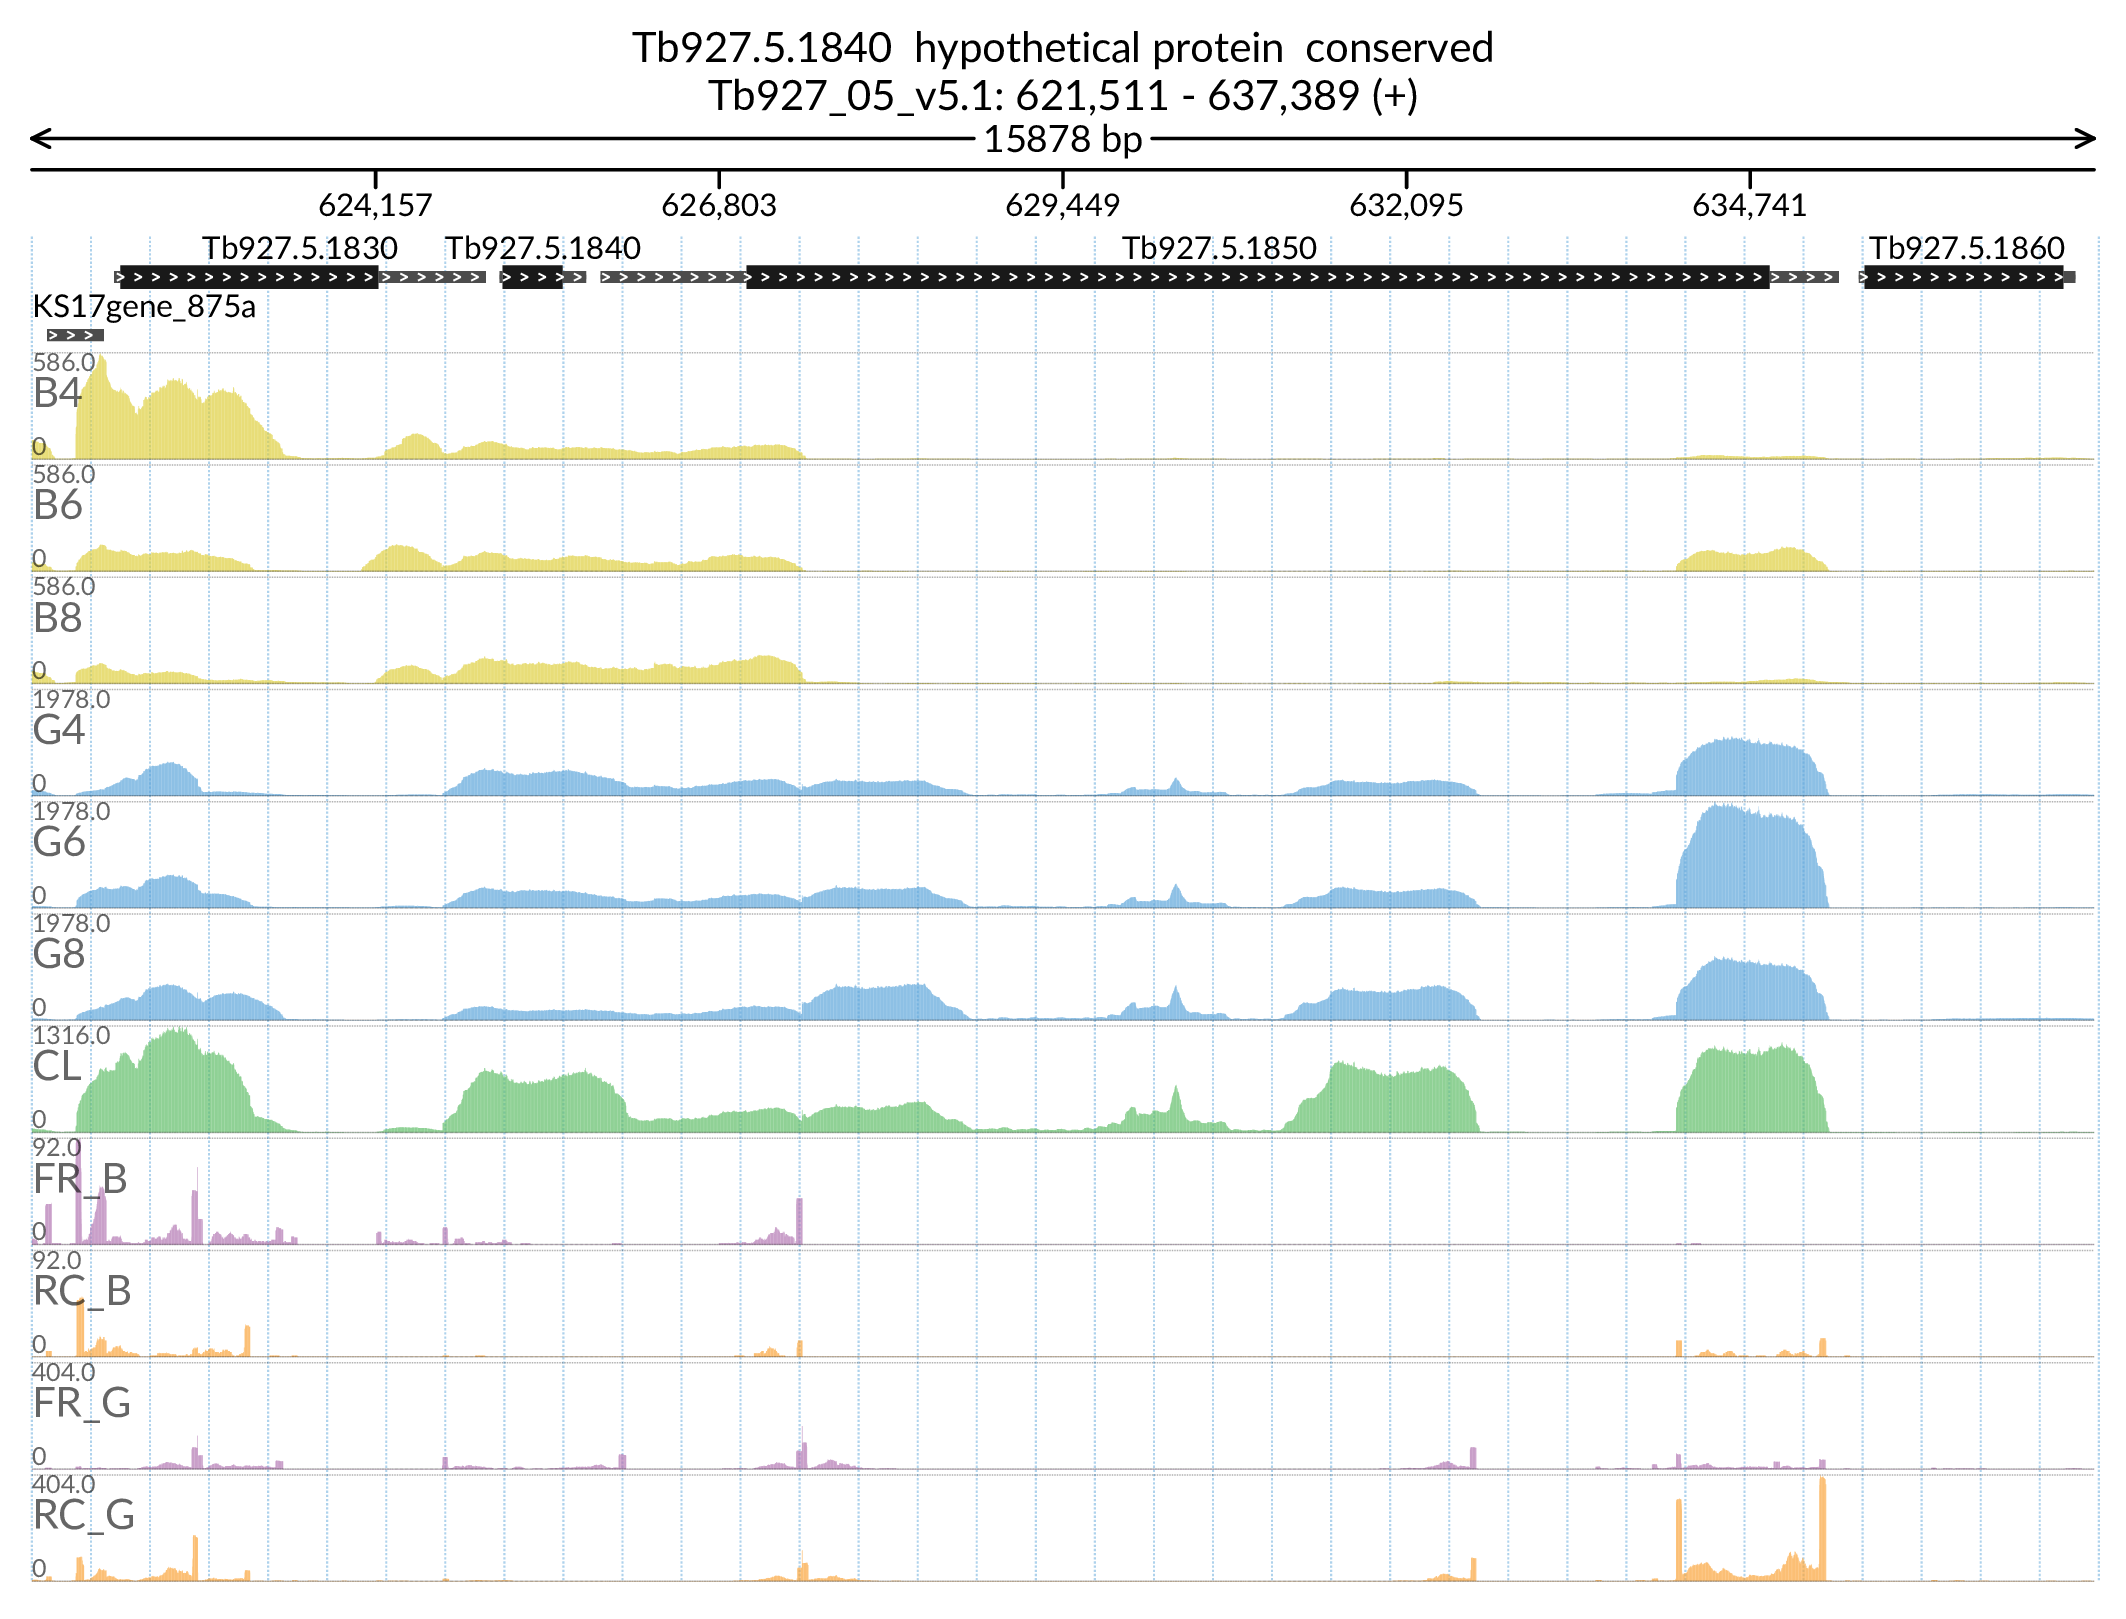 Tb927.5.1840 hypothetical protein conserved
Tb927_05_v5.1: 621,511 - 637,389 (+)
15878 bp
624,157 626,803 629,449 632,095 634,741
Tb927.5.1830 Tb927.5.1840 Tb927.5.1850 Tb927.5.1860
KS17gene_875a
586.0
B4
0
586.0
B6
0
586.0
B8
0
1978.0
G4
0
1978.0
G6
0
1978.0
G8
0
1316.0
CL
0
92.0
FR_B
0
92.0
RC_B
0
404.0
FR_G
0
404.0
RC_G
0